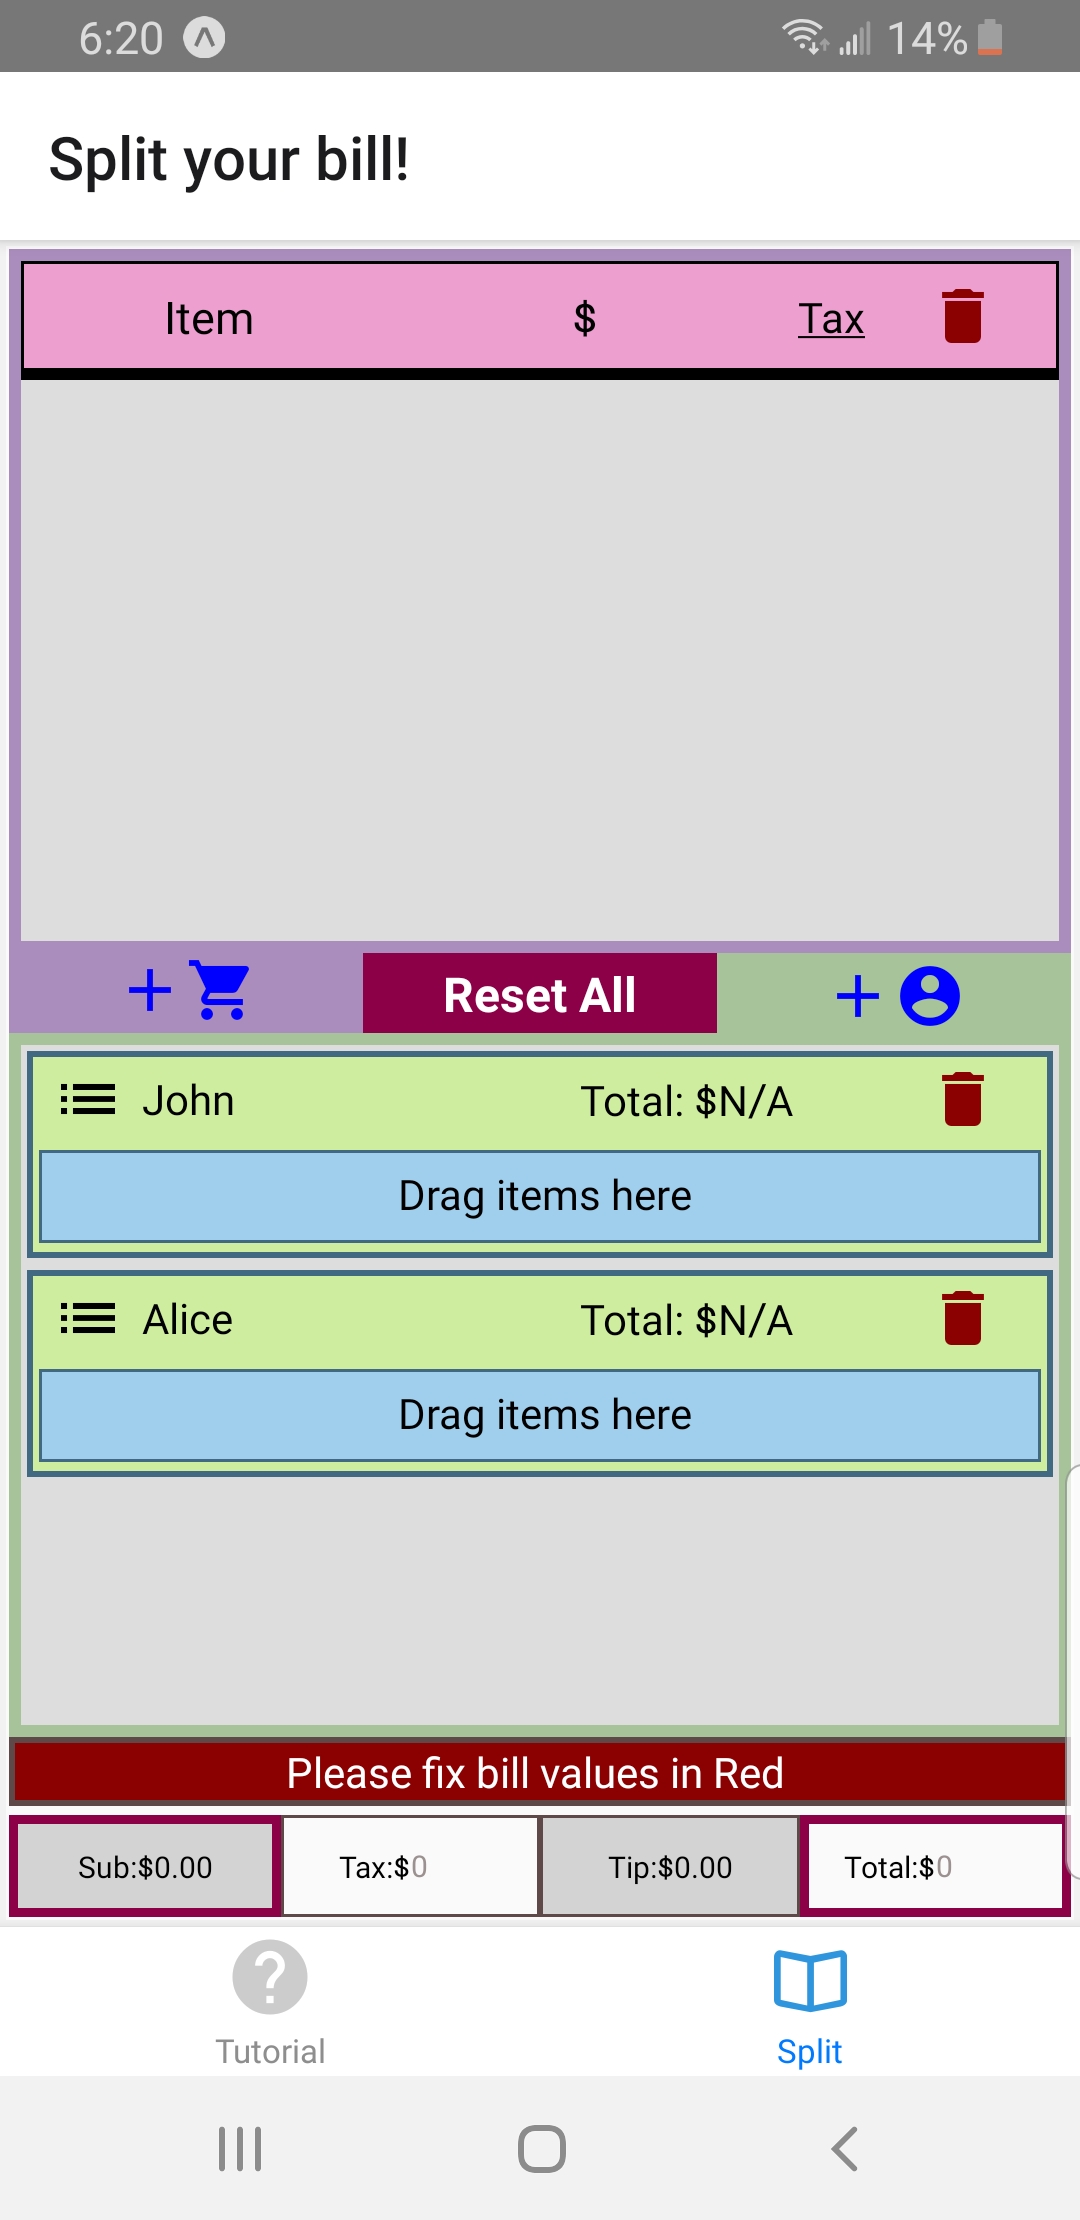 6:20 14%
Split your bill!
Item $ Tax
Reset All
John Total: $N/A
Drag items here
Alice Total: $N/A
Drag items here
Please fix bill values in Red
Sub:$0.00 Tax:$0 Tip:$0.00 Total:$0
Tutorial Split